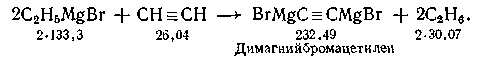 2C₂H₅MgBr + CH≡CH → BrMgC≡CMgBr + 2C₂H₆.
2·133,3 26,04 232.49 2·30,07
Димагнийбромацетилен